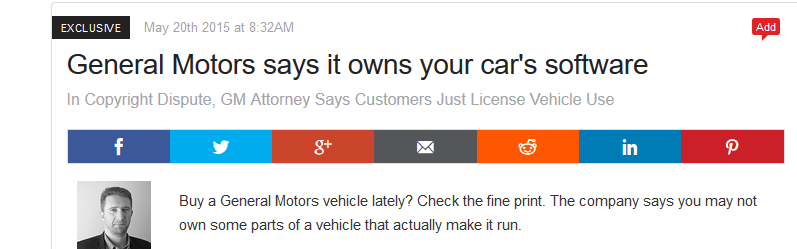 EXCLUSIVE May 20th 2015 at 8:32AM Add
General Motors says it owns your car's software
In Copyright Dispute, GM Attorney Says Customers Just License Vehicle Use
f g+ in
Buy a General Motors vehicle lately? Check the fine print. The company says you may not
own some parts of a vehicle that actually make it run.